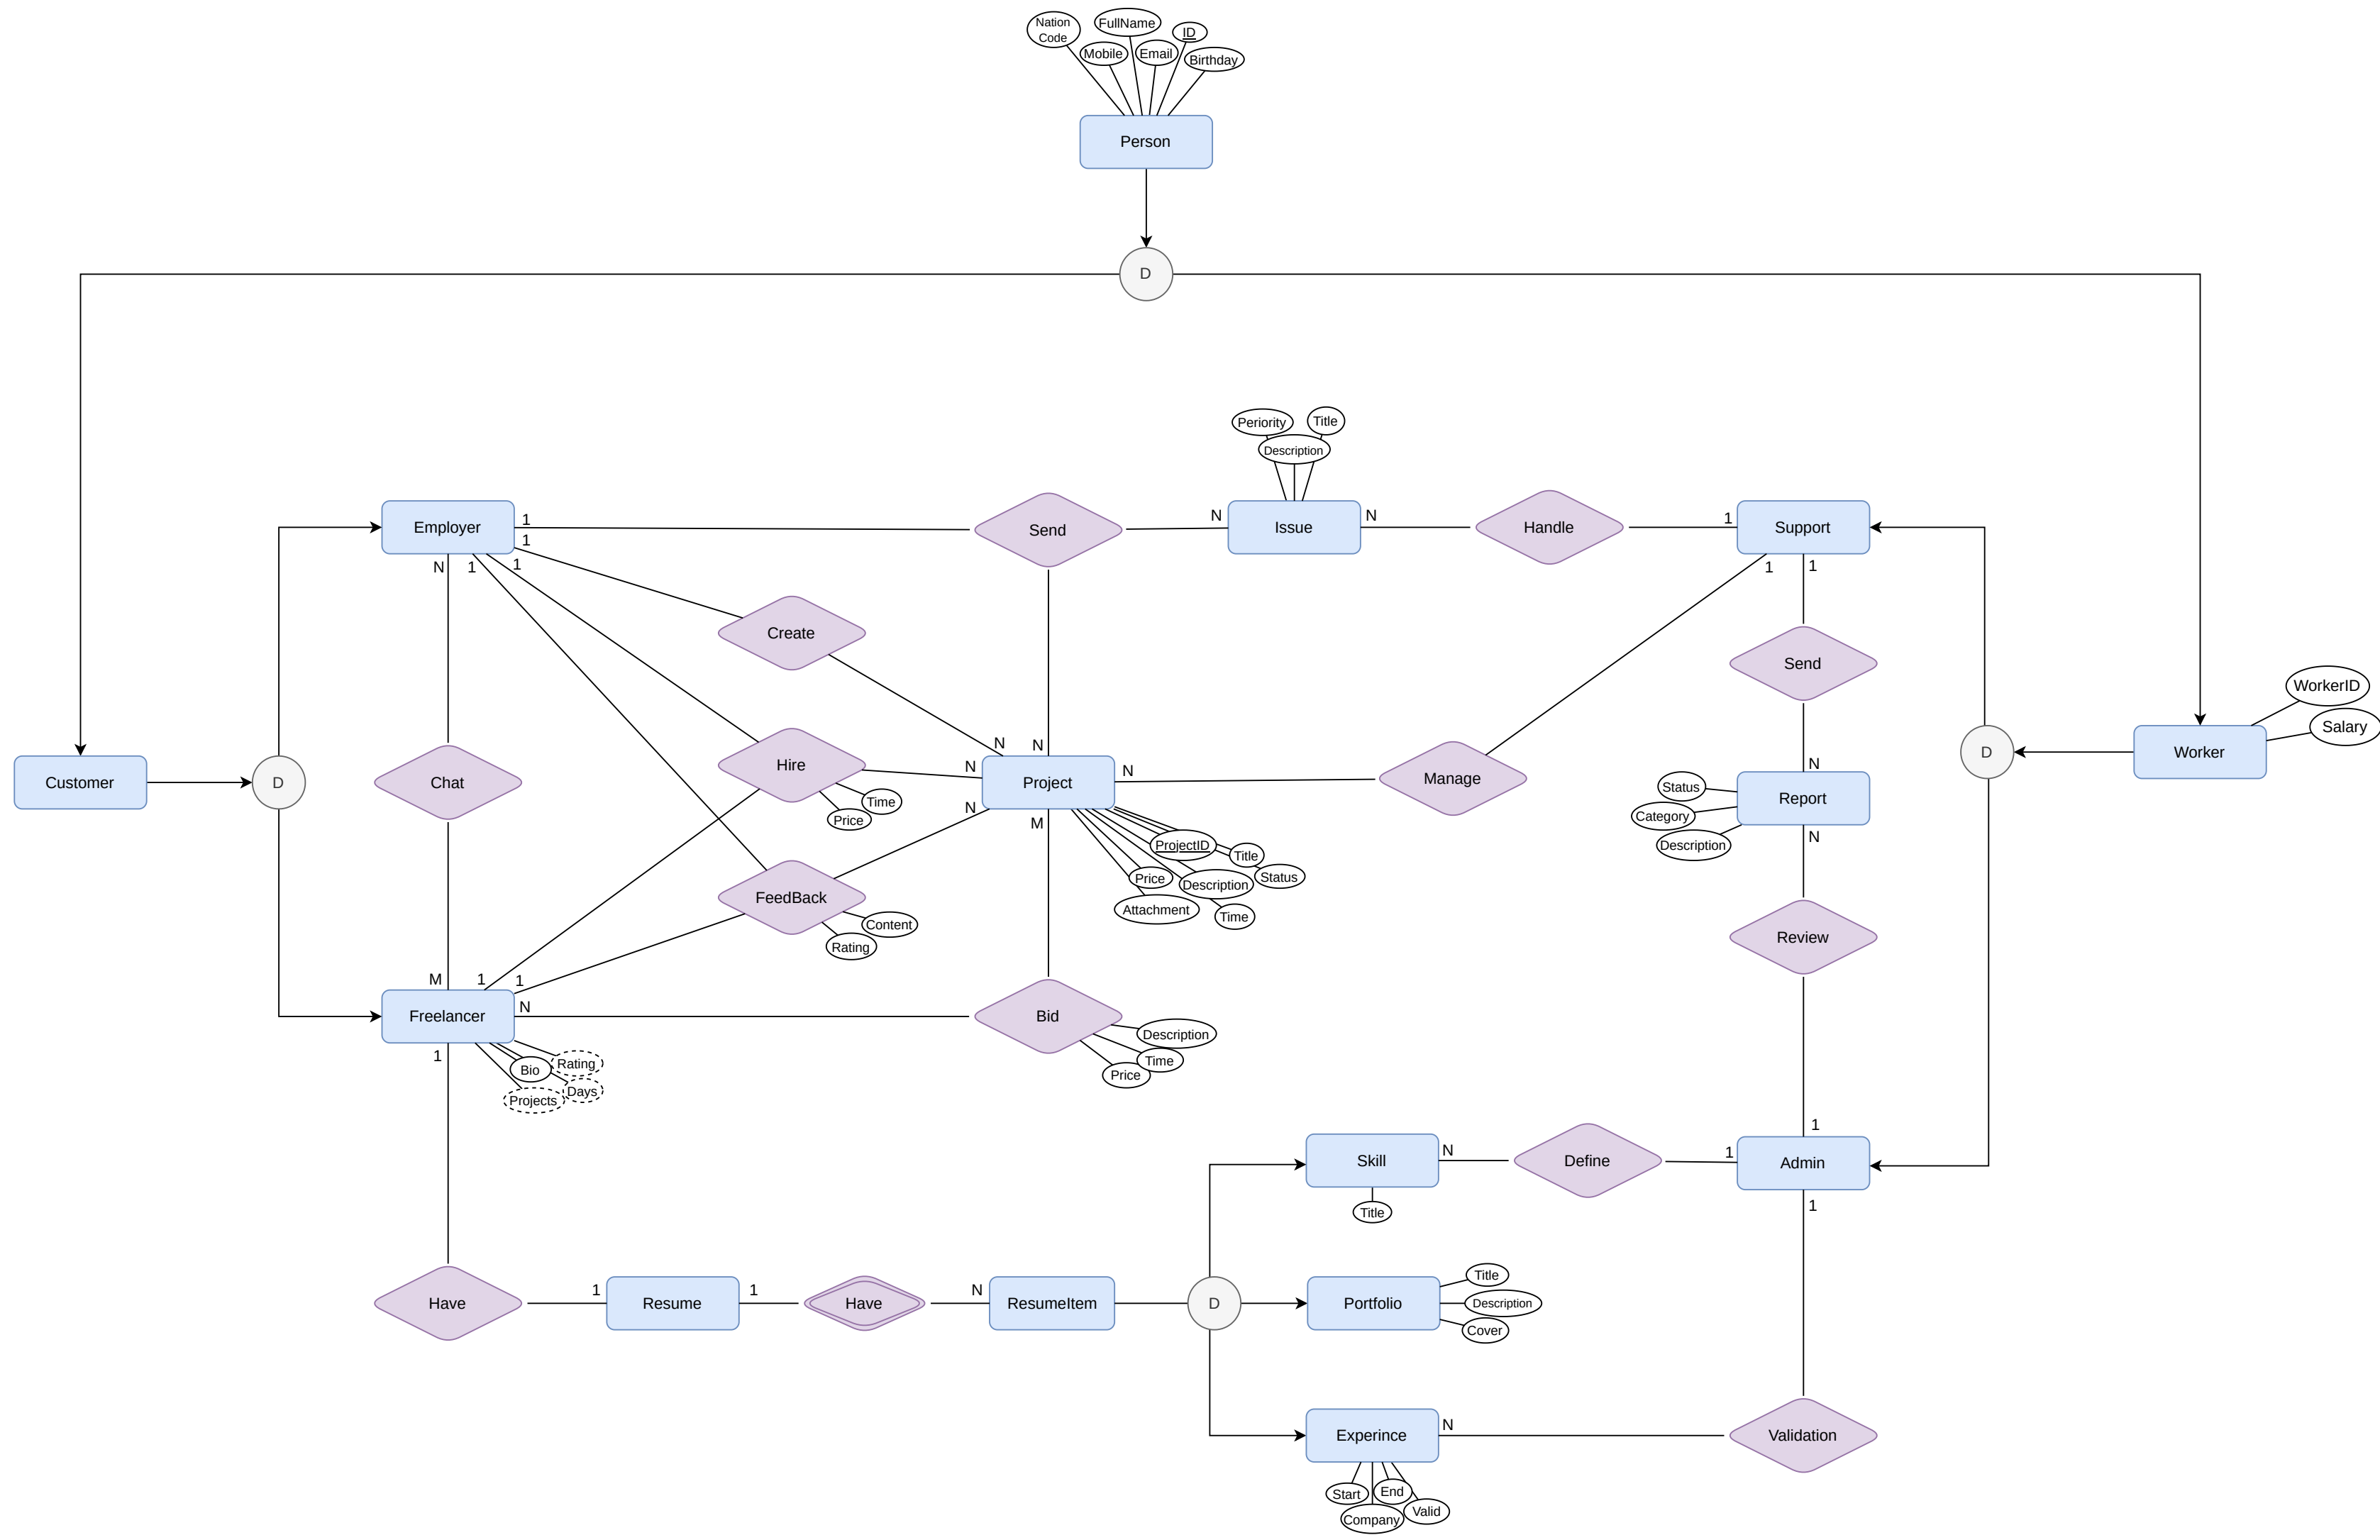 Nation
Code
FullName
ID
Mobile
Email
Birthday
Person
D
Periority
Title
Description
Employer
1
Send
N
Issue
N
Handle
1
Support
1
N
1
1
1
1
Create
Send
WorkerID
Salary
N
N
N
Customer
D
Chat
Hire
N
Project
N
Manage
D
Worker
Time
Price
N
M
Status
Report
Category
Description
N
ProjectID
Title
Price
Description
Status
Attachment
Time
FeedBack
Content
Rating
Review
M
1
1
N
Freelancer
Bid
Description
Time
Price
1
Bio
Rating
Days
Projects
1
Skill
N
Define
1
Admin
1
Title
Have
1
Resume
1
Have
N
ResumeItem
D
Portfolio
Title
Description
Cover
Experince
N
Validation
Start
End
Company
Valid